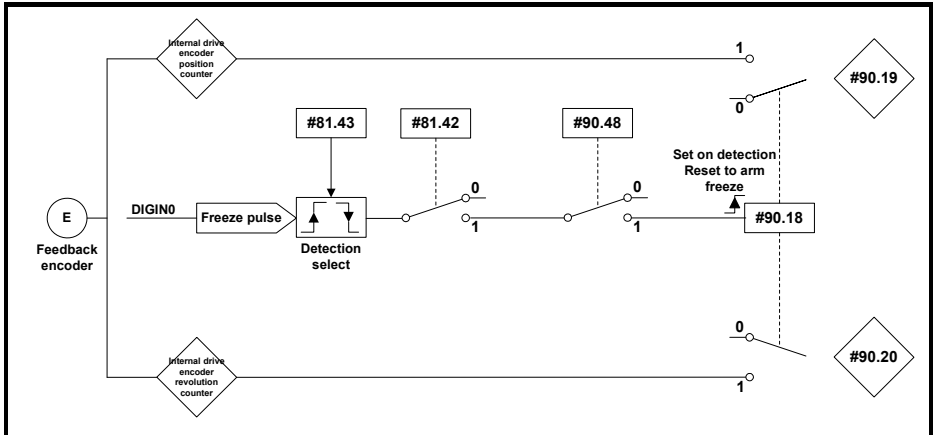 Internal drive
encoder
position
counter
1
#90.19
0
#81.43
#81.42
#90.48
Set on detection
Reset to arm
freeze
0
0
E
DIGIN0
Freeze pulse
#90.18
1
1
Feedback
encoder
Detection
select
0
Internal drive
encoder
revolution
counter
#90.20
1